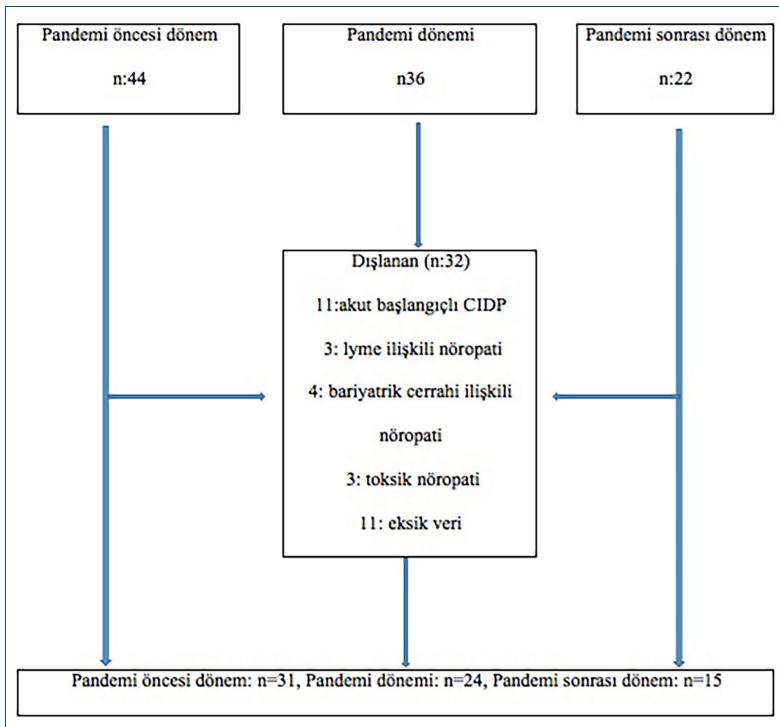 Pandemi öncesi dönem
n:44
Pandemi dönemi
n36
Pandemi sonrası dönem
n:22
Dışlanan (n:32)
11:akut başlangıçlı CIDP
3: lyme ilişkili nöropati
4: bariyatrik cerrahi ilişkili
nöropati
3: toksik nöropati
11: eksik veri
Pandemi öncesi dönem: n=31, Pandemi dönemi: n=24, Pandemi sonrası dönem: n=15